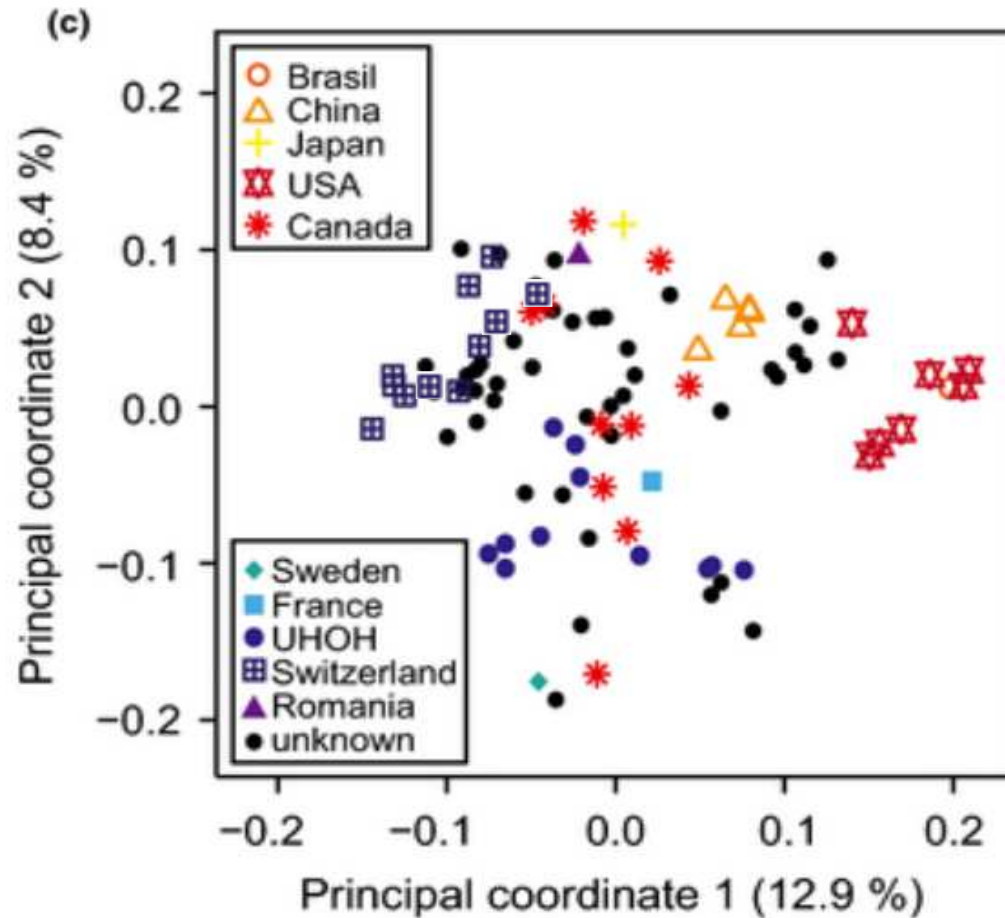 (c)
Principal coordinate 2 (8.4 %)
0.2
0.1
0.0
−0.1
−0.2
Brasil
China
Japan
USA
Canada
Sweden
France
UHOH
Switzerland
Romania
unknown
−0.2 −0.1 0.0 0.1 0.2
Principal coordinate 1 (12.9 %)